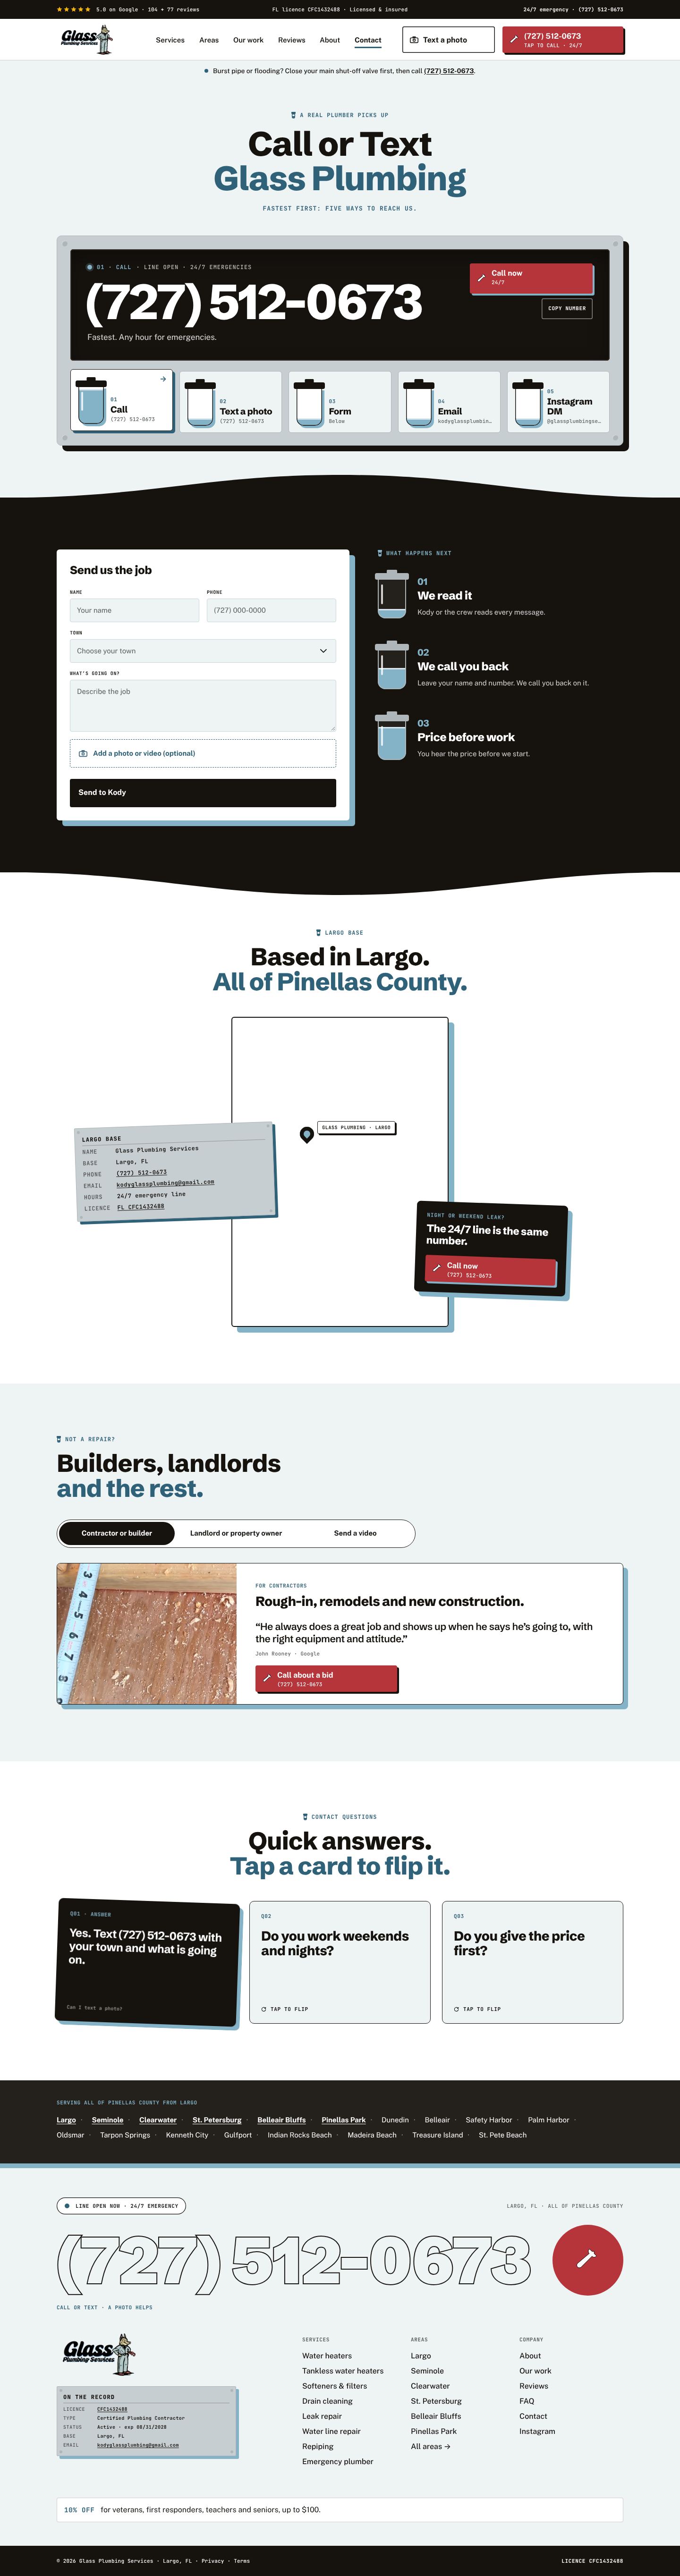 ★★★★★ 5.0 on Google · 104 + 77 reviews
FL licence CFC1432488 · Licensed & insured
24/7 emergency · (727) 512-0673
Glass
Plumbing Services
Services
Areas
Our work
Reviews
About
Contact
Text a photo
(727) 512-0673
TAP TO CALL · 24/7
Burst pipe or flooding? Close your main shut-off valve first, then call (727) 512-0673.
A REAL PLUMBER PICKS UP
Call or Text
Glass Plumbing
FASTEST FIRST: FIVE WAYS TO REACH US.
01 · CALL · LINE OPEN · 24/7 EMERGENCIES
(727) 512-0673
Fastest. Any hour for emergencies.
Call now
24/7
COPY NUMBER
01
Call
(727) 512-0673
02
Text a photo
(727) 512-0673
03
Form
Below
04
Email
kodyglassplumbin…
05
Instagram
DM
@glassplumbingse…
Send us the job
NAME
PHONE
Your name
(727) 000-0000
TOWN
Choose your town
WHAT'S GOING ON?
Describe the job
Add a photo or video (optional)
Send to Kody
WHAT HAPPENS NEXT
01
We read it
Kody or the crew reads every message.
02
We call you back
Leave your name and number. We call you back on it.
03
Price before work
You hear the price before we start.
LARGO BASE
Based in Largo.
All of Pinellas County.
GLASS PLUMBING · LARGO
LARGO BASE
NAME Glass Plumbing Services
BASE Largo, FL
PHONE (727) 512-0673
EMAIL kodyglassplumbing@gmail.com
HOURS 24/7 emergency line
LICENCE FL CFC1432488
NIGHT OR WEEKEND LEAK?
The 24/7 line is the same
number.
Call now
(727) 512-0673
NOT A REPAIR?
Builders, landlords
and the rest.
Contractor or builder
Landlord or property owner
Send a video
3
4
5
6
7
8
FOR CONTRACTORS
Rough-in, remodels and new construction.
“He always does a great job and shows up when he says he's going to, with
the right equipment and attitude.”
John Rooney · Google
Call about a bid
(727) 512-0673
CONTACT QUESTIONS
Quick answers.
Tap a card to flip it.
Q01 · ANSWER
Yes. Text (727) 512-0673 with
your town and what is going
on.
Can I text a photo?
Q02
Do you work weekends
and nights?
TAP TO FLIP
Q03
Do you give the price
first?
TAP TO FLIP
SERVING ALL OF PINELLAS COUNTY FROM LARGO
Largo · Seminole · Clearwater · St. Petersburg · Belleair Bluffs · Pinellas Park · Dunedin · Belleair · Safety Harbor · Palm Harbor ·
Oldsmar · Tarpon Springs · Kenneth City · Gulfport · Indian Rocks Beach · Madeira Beach · Treasure Island · St. Pete Beach
LINE OPEN NOW · 24/7 EMERGENCY
LARGO, FL · ALL OF PINELLAS COUNTY
(727) 512-0673
CALL OR TEXT · A PHOTO HELPS
Glass
Plumbing Services
ON THE RECORD
LICENCE CFC1432488
TYPE Certified Plumbing Contractor
STATUS Active · exp 08/31/2028
BASE Largo, FL
EMAIL kodyglassplumbing@gmail.com
SERVICES
Water heaters
Tankless water heaters
Softeners & filters
Drain cleaning
Leak repair
Water line repair
Repiping
Emergency plumber
AREAS
Largo
Seminole
Clearwater
St. Petersburg
Belleair Bluffs
Pinellas Park
All areas →
COMPANY
About
Our work
Reviews
FAQ
Contact
Instagram
10% OFF for veterans, first responders, teachers and seniors, up to $100.
© 2026 Glass Plumbing Services · Largo, FL · Privacy · Terms
LICENCE CFC1432488